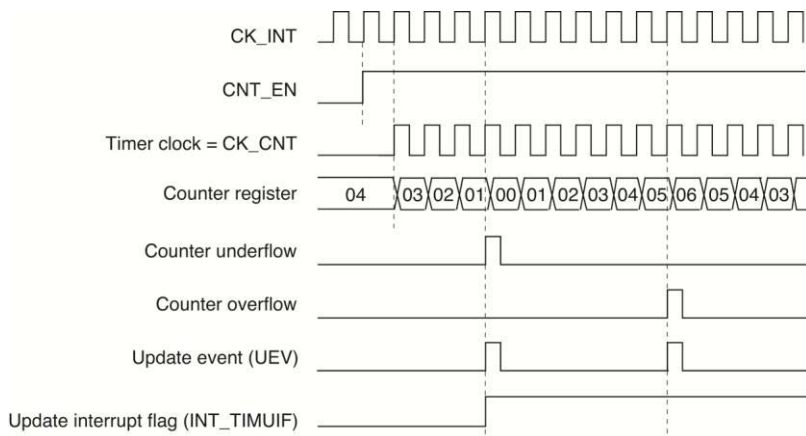 CK_INT
CNT_EN
Timer clock = CK_CNT
Counter register 04 03 02 01 00 01 02 03 04 05 06 05 04 03
Counter underflow
Counter overflow
Update event (UEV)
Update interrupt flag (INT_TIMUIF)